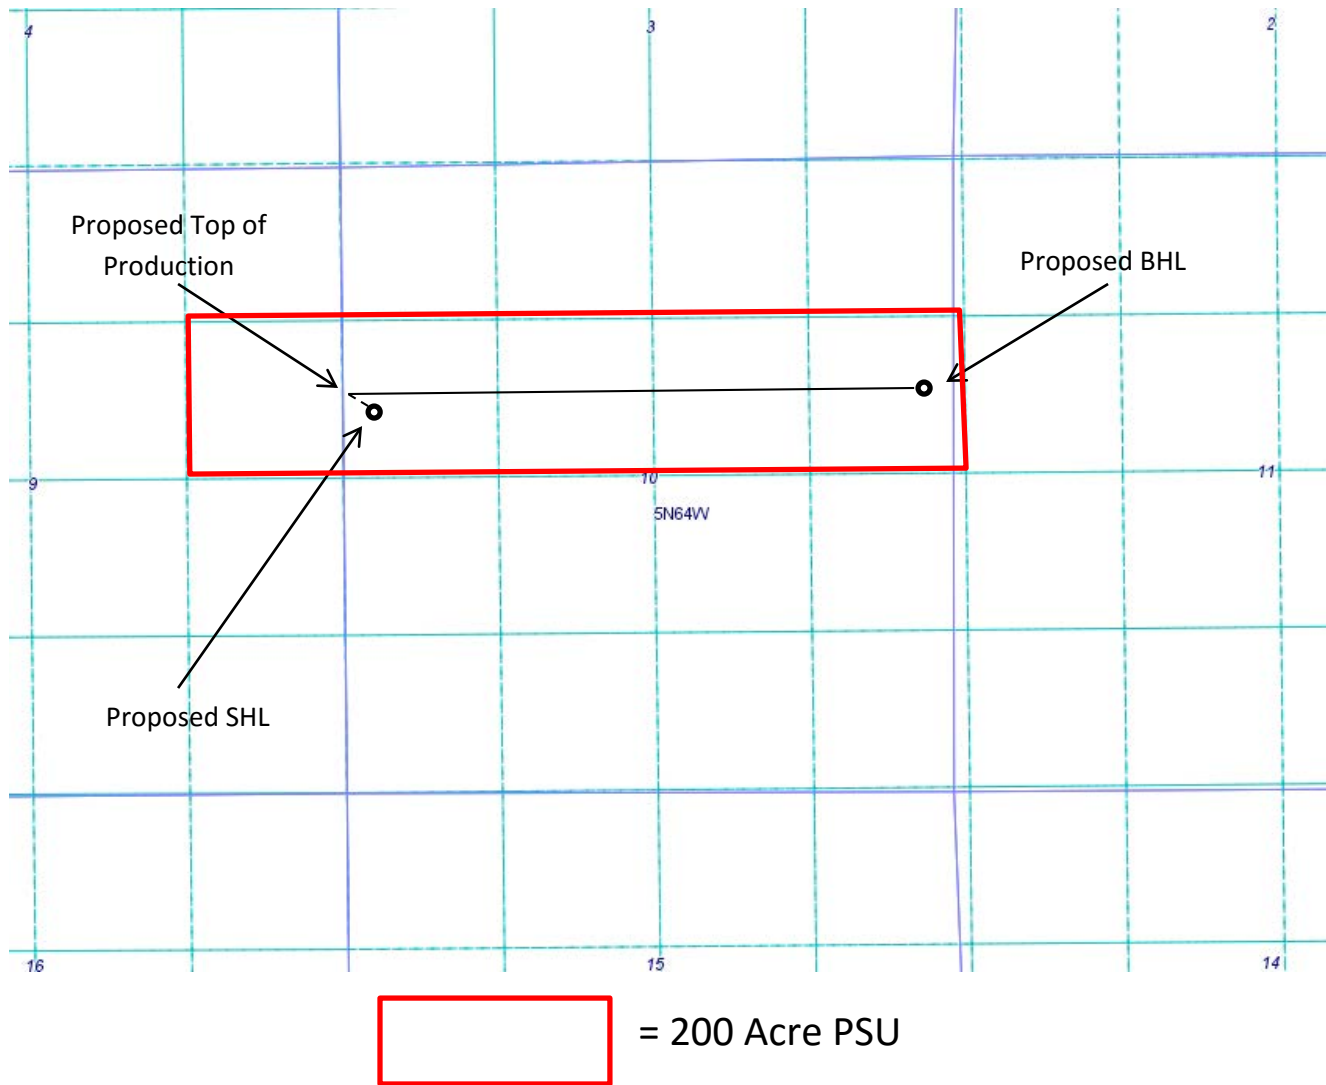 4
3
2
Proposed Top of
Production
Proposed BHL
9
10
11
5N64W
Proposed SHL
16
15
14
= 200 Acre PSU